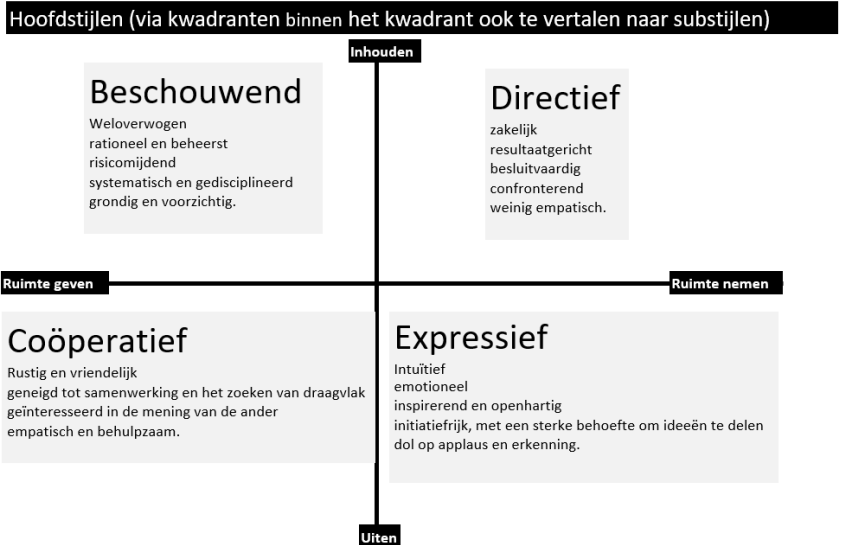 Hoofdstijlen (via kwadranten binnen het kwadrant ook te vertalen naar substijlen)
Inhouden
Beschouwend
Weloverwogen
rationeel en beheerst
risicomijdend
systematisch en gedisciplineerd
grondig en voorzichtig.
Directief
zakelijk
resultaatgericht
besluitvaardig
confronterend
weinig empatisch.
Ruimte geven
Ruimte nemen
Coöperatief
Rustig en vriendelijk
geneigd tot samenwerking en het zoeken van draagvlak
geïnteresseerd in de mening van de ander
empatisch en behulpzaam.
Expressief
Intuïtief
emotioneel
inspirerend en openhartig
initiatiefrijk, met een sterke behoefte om ideeën te delen
dol op applaus en erkenning.
Uiten